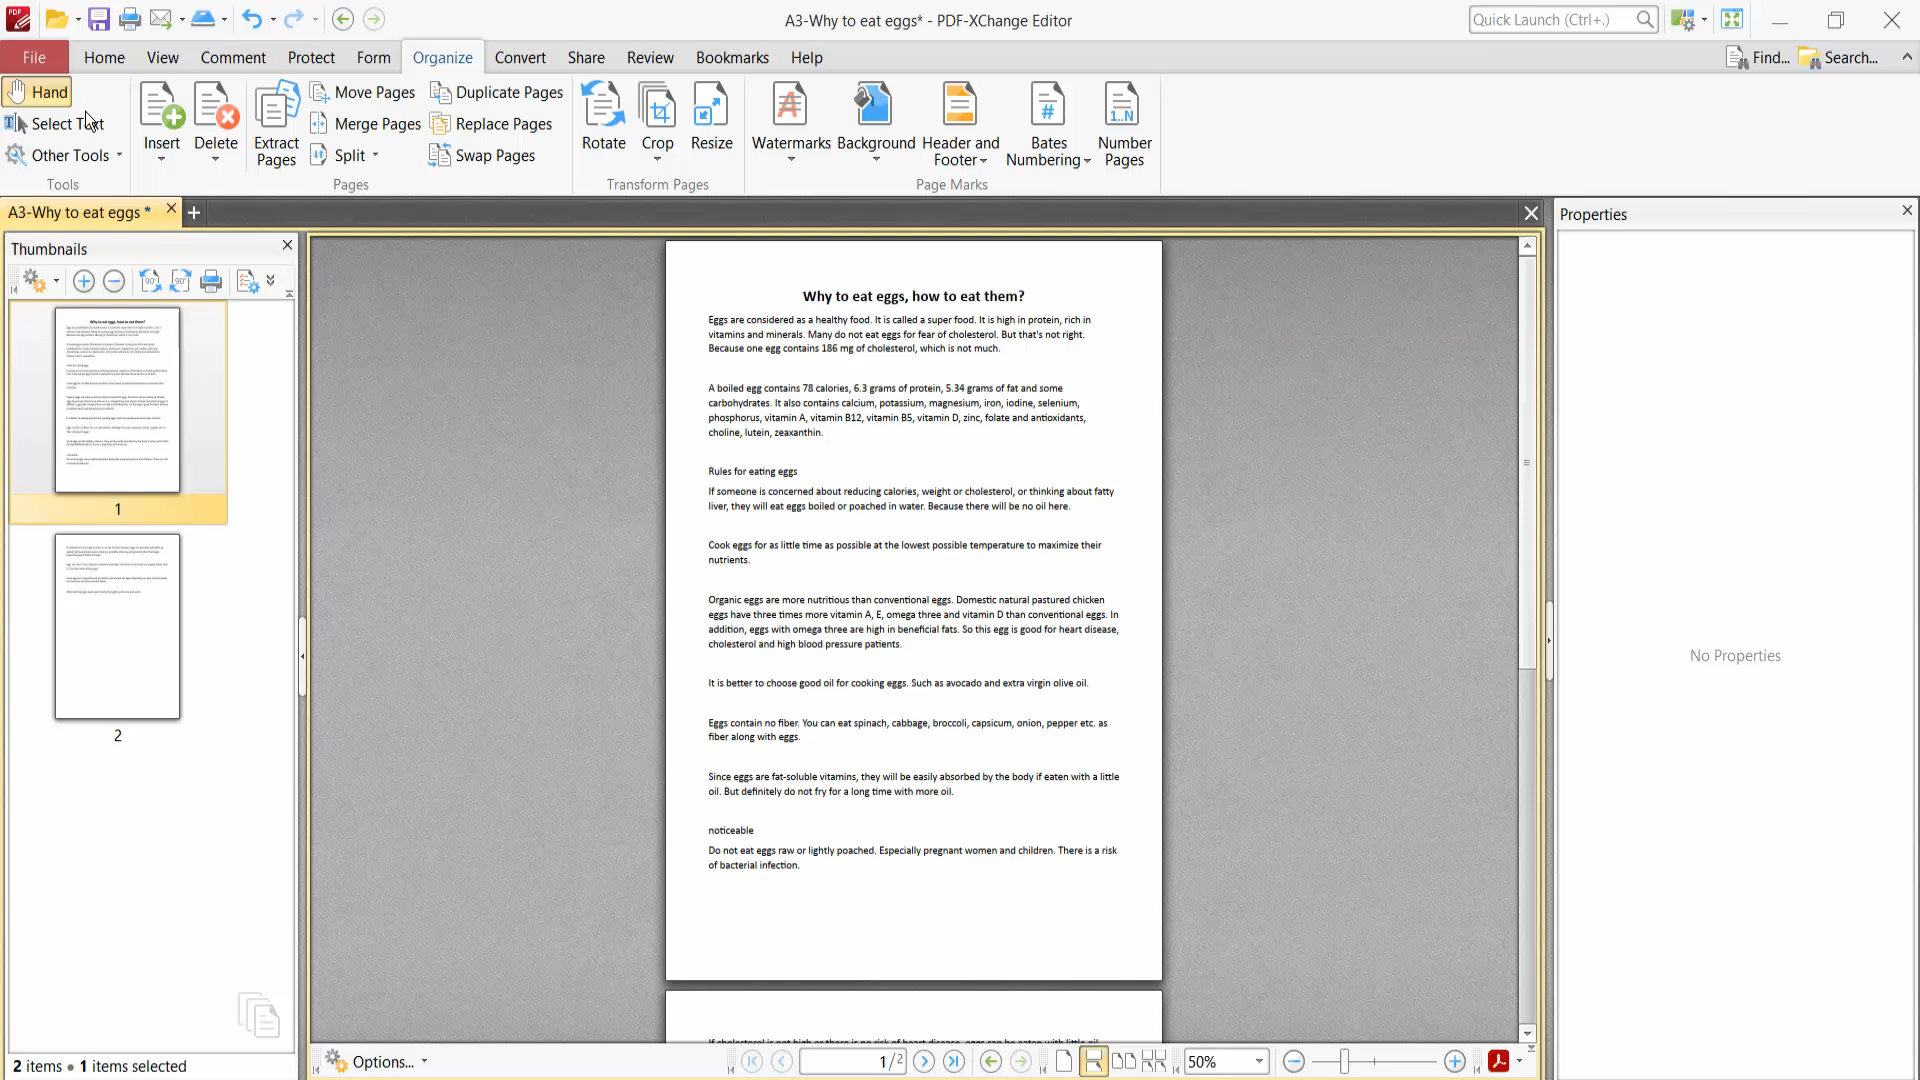 A3-Why to eat eggs* - PDF-XChange Editor
Quick Launch (Ctrl+.)
File
Home
View
Comment
Protect
Form
Organize
Convert
Share
Review
Bookmarks
Help
Find...
Search...
Hand
Select Text
Other Tools
Tools
Insert
Delete
Extract
Pages
Move Pages
Merge Pages
Split
Duplicate Pages
Replace Pages
Swap Pages
Pages
Rotate
Crop
Resize
Transform Pages
Watermarks
Background
Header and
Footer
Bates
Numbering
Number
Pages
Page Marks
A3-Why to eat eggs *
Properties
Thumbnails
1
2
Why to eat eggs, how to eat them?
Eggs are considered as a healthy food. It is called a super food. It is high in protein, rich in
vitamins and minerals. Many do not eat eggs for fear of cholesterol. But that's not right.
Because one egg contains 186 mg of cholesterol, which is not much.
A boiled egg contains 78 calories, 6.3 grams of protein, 5.34 grams of fat and some
carbohydrates. It also contains calcium, potassium, magnesium, iron, iodine, selenium,
phosphorus, vitamin A, vitamin B12, vitamin B5, vitamin D, zinc, folate and antioxidants,
choline, lutein, zeaxanthin.
Rules for eating eggs
If someone is concerned about reducing calories, weight or cholesterol, or thinking about fatty
liver, they will eat eggs boiled or poached in water. Because there will be no oil here.
Cook eggs for as little time as possible at the lowest possible temperature to maximize their
nutrients.
Organic eggs are more nutritious than conventional eggs. Domestic natural pastured chicken
eggs have three times more vitamin A, E, omega three and vitamin D than conventional eggs. In
addition, eggs with omega three are high in beneficial fats. So this egg is good for heart disease,
cholesterol and high blood pressure patients.
It is better to choose good oil for cooking eggs. Such as avocado and extra virgin olive oil.
Eggs contain no fiber. You can eat spinach, cabbage, broccoli, capsicum, onion, pepper etc. as
fiber along with eggs.
Since eggs are fat-soluble vitamins, they will be easily absorbed by the body if eaten with a little
oil. But definitely do not fry for a long time with more oil.
noticeable
Do not eat eggs raw or lightly poached. Especially pregnant women and children. There is a risk
of bacterial infection.
No Properties
2 items • 1 items selected
Options...
1/2
50%